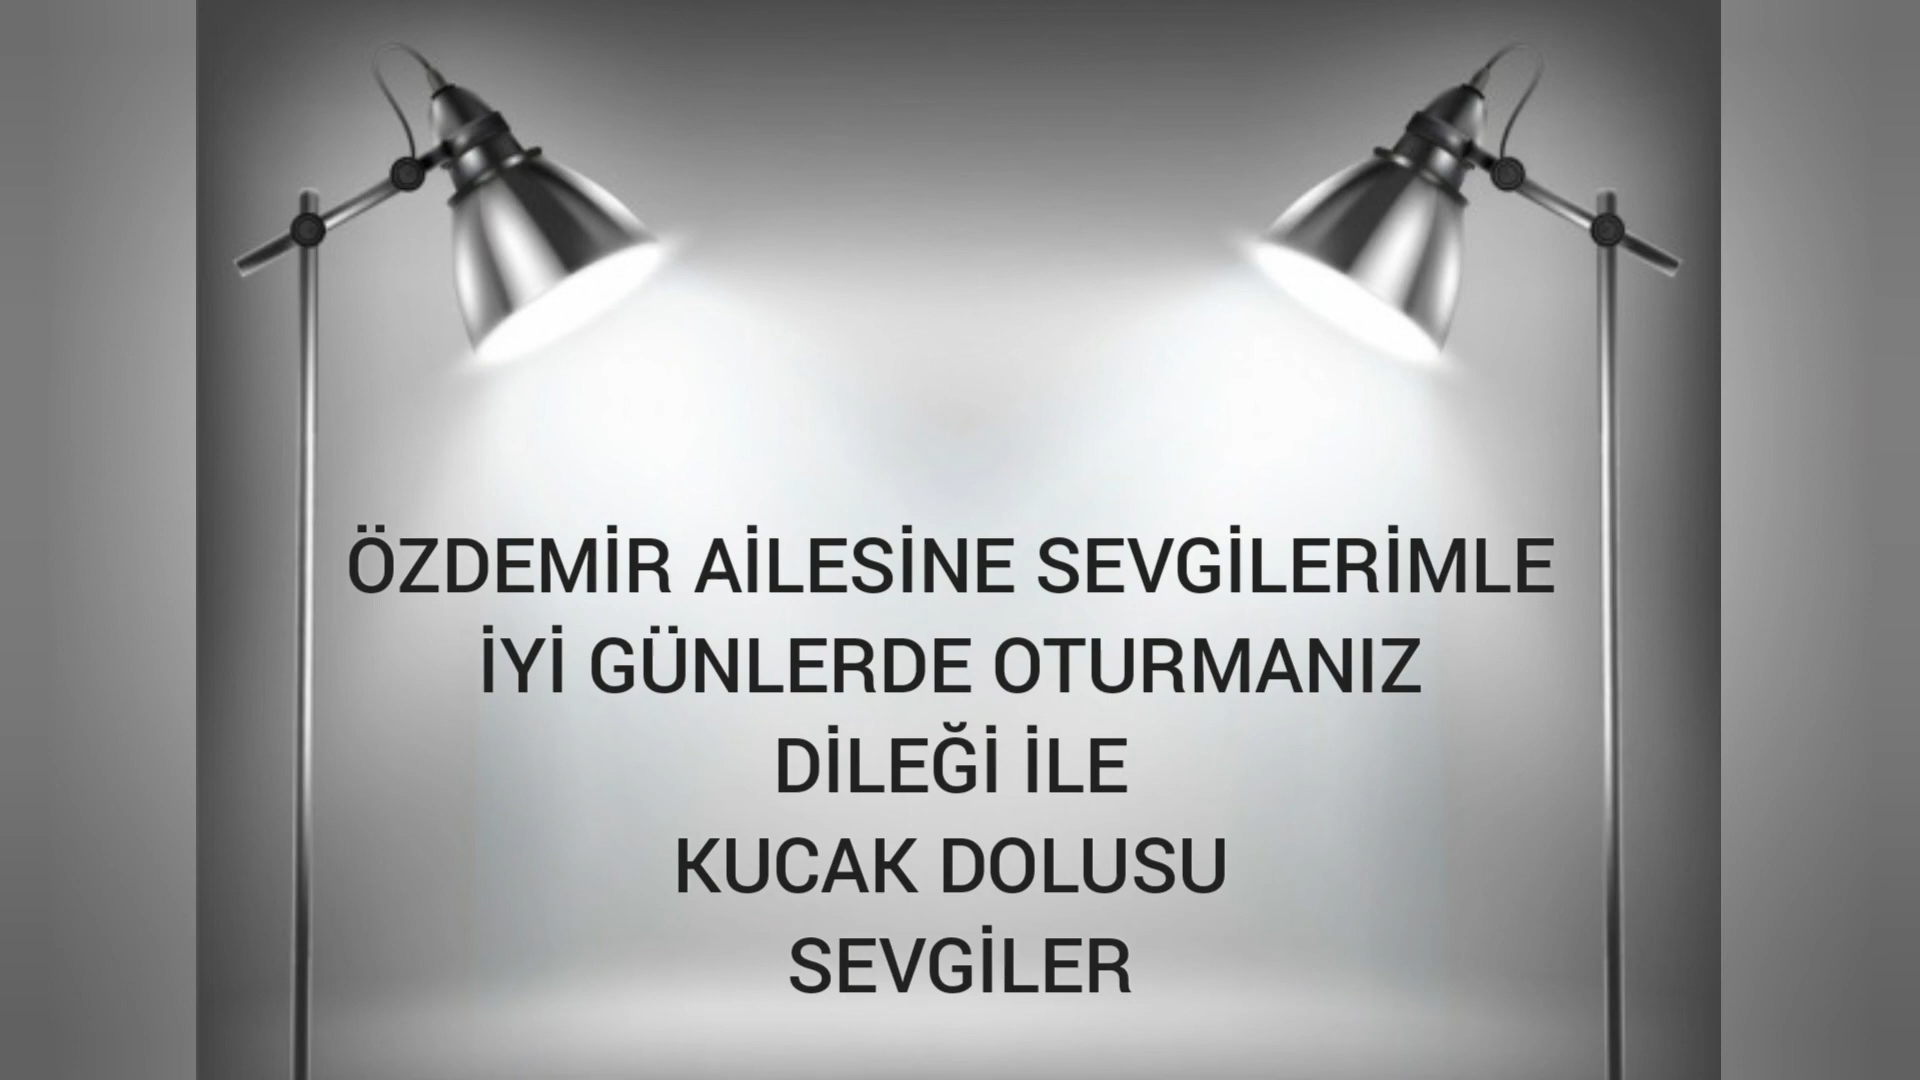 ÖZDEMİR AİLESİNE SEVGİLERİMLE
İYİ GÜNLERDE OTURMANIZ
DİLEĞİ İLE
KUCAK DOLUSU
SEVGİLER